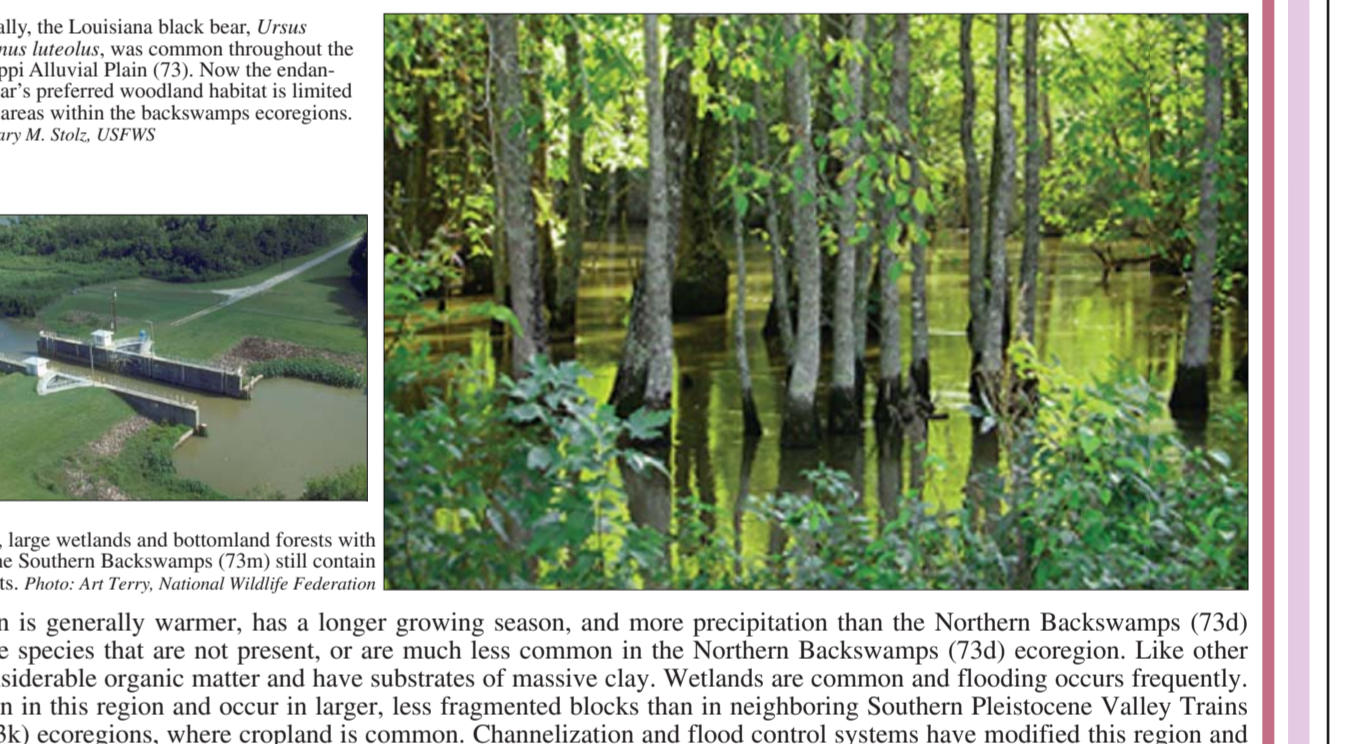 ally, the Louisiana black bear, Ursus
nus luteolus, was common throughout the
ppi Alluvial Plain (73). Now the endan-
ar's preferred woodland habitat is limited
areas within the backswamps ecoregions.
ary M. Stolz, USFWS
, large wetlands and bottomland forests with
he Southern Backswamps (73m) still contain
ts. Photo: Art Terry, National Wildlife Federation
n is generally warmer, has a longer growing season, and more precipitation than the Northern Backswamps (73d)
e species that are not present, or are much less common in the Northern Backswamps (73d) ecoregion. Like other
siderable organic matter and have substrates of massive clay. Wetlands are common and flooding occurs frequently.
n in this region and occur in larger, less fragmented blocks than in neighboring Southern Pleistocene Valley Trains
3k) ecoregions, where cropland is common. Channelization and flood control systems have modified this region and